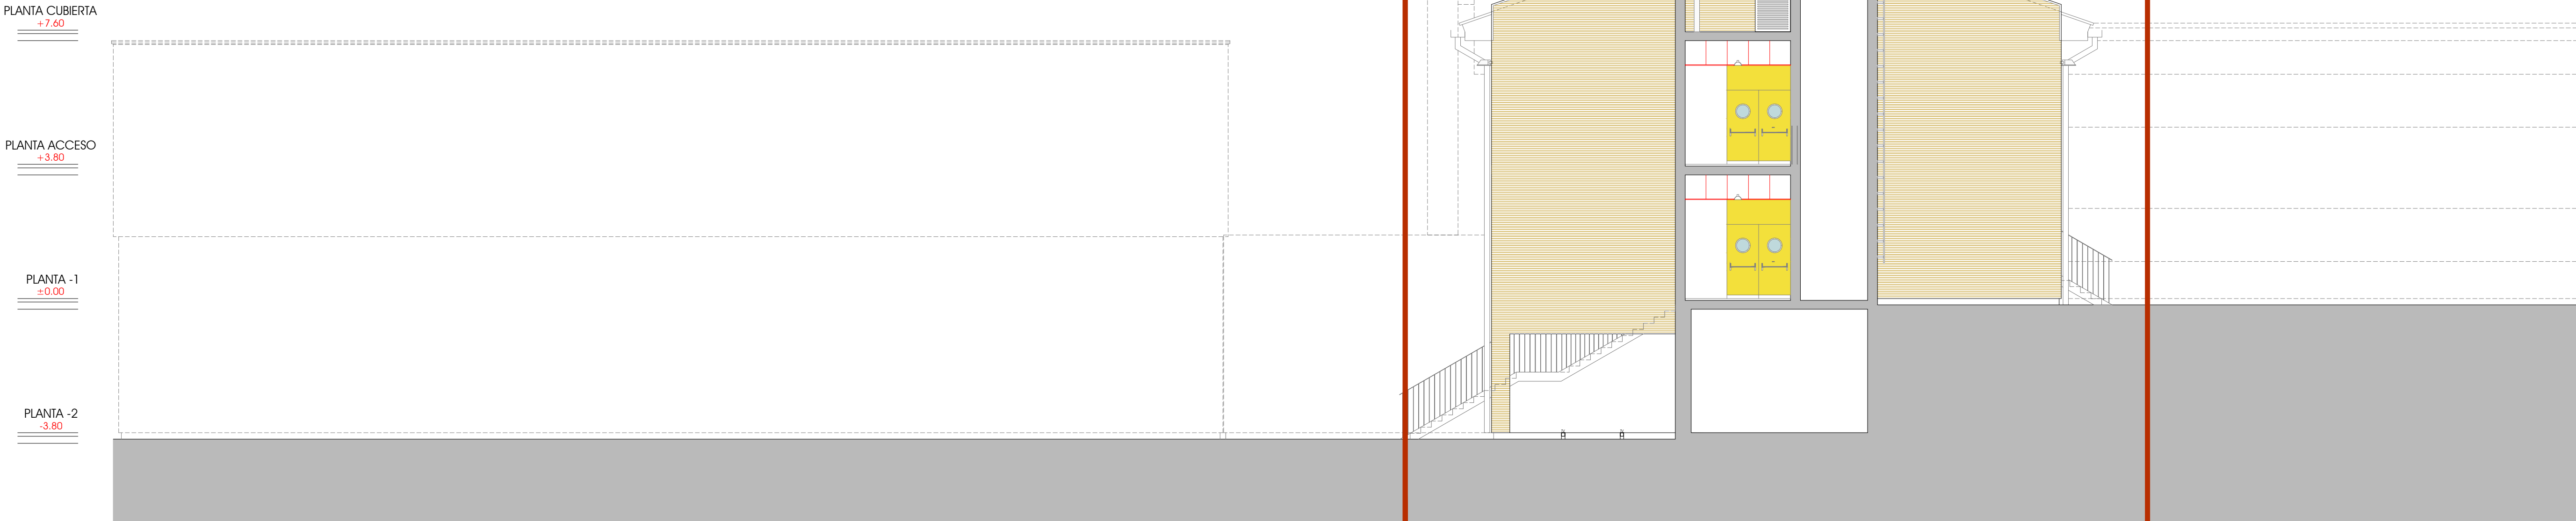 PLANTA CUBIERTA
+7.60
PLANTA ACCESO
+3.80
PLANTA -1
±0.00
PLANTA -2
-3.80